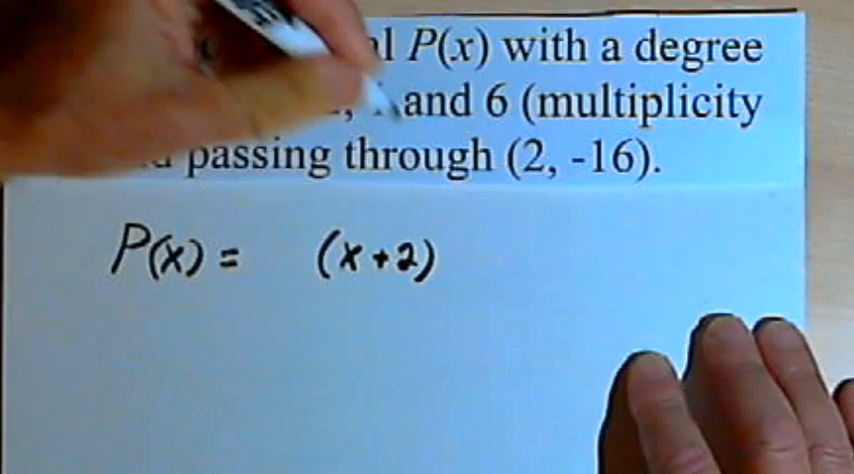 P(x) with a degree
and 6 (multiplicity
passing through (2, -16).
P(x) = (x+2)